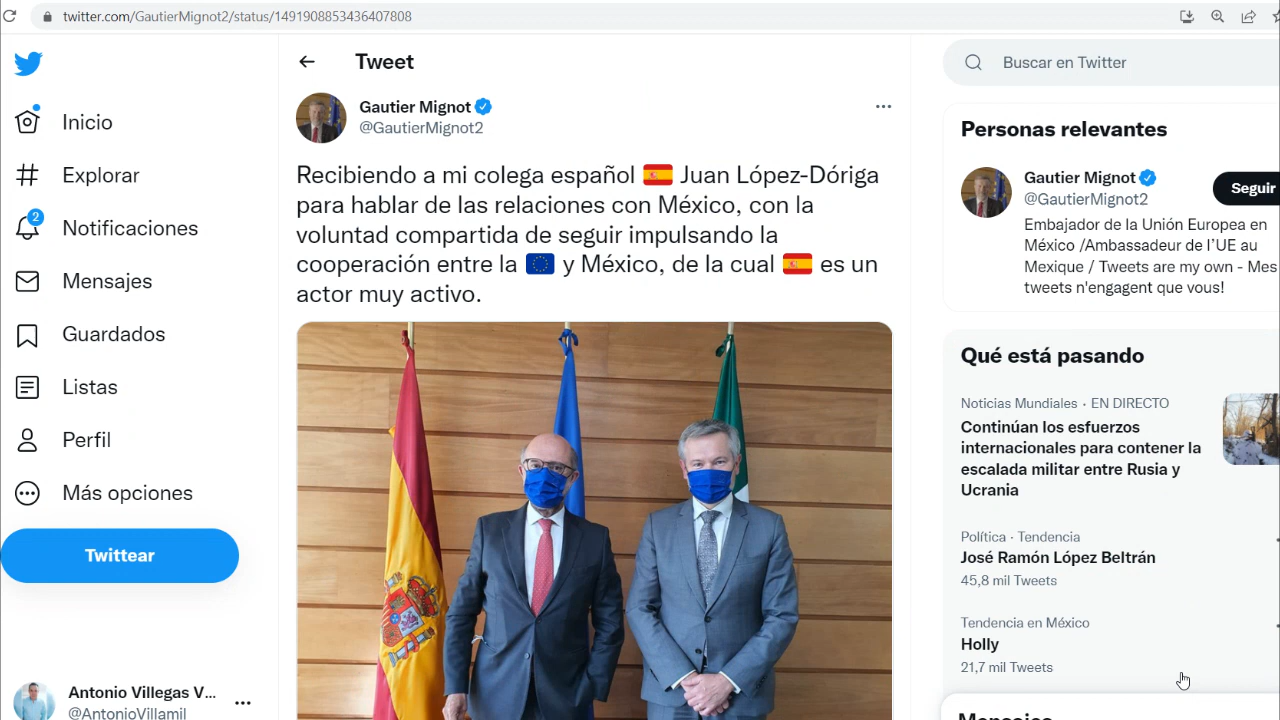 twitter.com/GautierMignot2/status/1491908853436407808
Inicio
Explorar
2
Notificaciones
Mensajes
Guardados
Listas
Perfil
Más opciones
Twittear
Antonio Villegas V...
@AntonioVillamil
Tweet
Gautier Mignot
@GautierMignot2
Recibiendo a mi colega español 🇪🇸 Juan López-Dóriga
para hablar de las relaciones con México, con la
voluntad compartida de seguir impulsando la
cooperación entre la 🇪🇺 y México, de la cual 🇪🇸 es un
actor muy activo.
Buscar en Twitter
Personas relevantes
Gautier Mignot
@GautierMignot2
Seguir
Embajador de la Unión Europea en
México /Ambassadeur de l’UE au
Mexique / Tweets are my own - Mes
tweets n'engagent que vous!
Qué está pasando
Noticias Mundiales · EN DIRECTO
Continúan los esfuerzos
internacionales para contener la
escalada militar entre Rusia y
Ucrania
Política · Tendencia
José Ramón López Beltrán
45,8 mil Tweets
Tendencia en México
Holly
21,7 mil Tweets
Mensajes